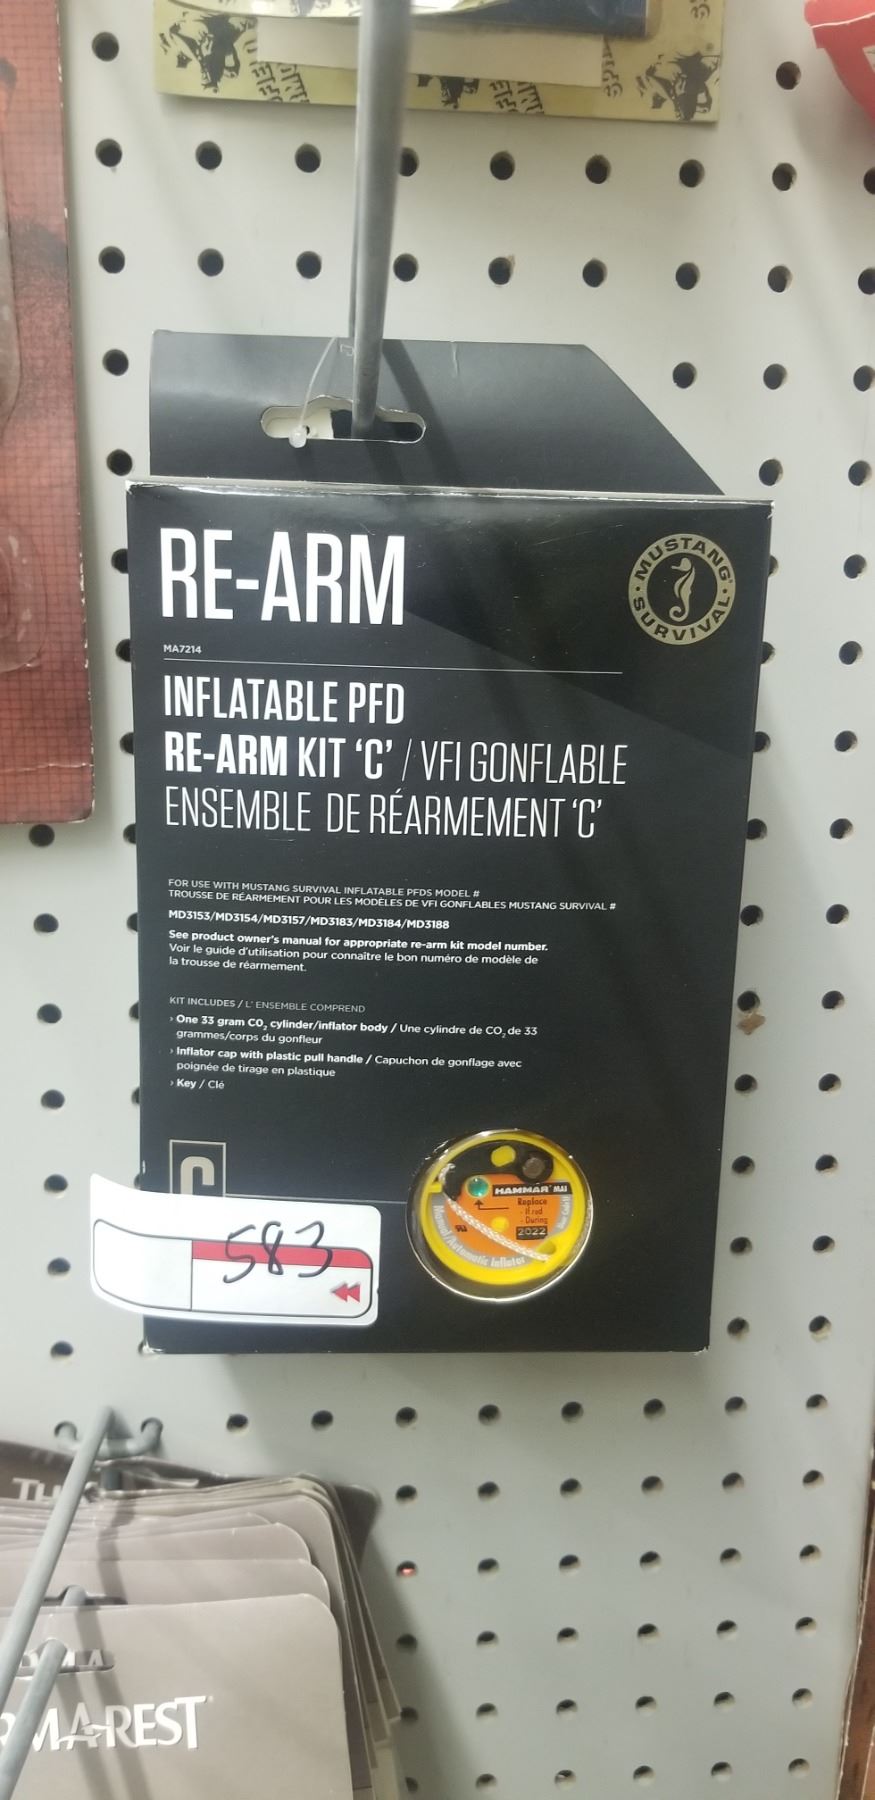 RE-ARM
MUSTANG SURVIVAL
MA7214
INFLATABLE PFD
RE-ARM KIT ‘C’ / VFI GONFLABLE
ENSEMBLE DE RÉARMEMENT ‘C’
FOR USE WITH MUSTANG SURVIVAL INFLATABLE PFDS MODEL #
TROUSSE DE RÉARMEMENT POUR LES MODÈLES DE VFI GONFLABLES MUSTANG SURVIVAL #
MD3153/MD3154/MD3157/MD3183/MD3184/MD3188
See product owner's manual for appropriate re-arm kit model number.
Voir le guide d'utilisation pour connaître le bon numéro de modèle de
la trousse de réarmement.
KIT INCLUDES / L' ENSEMBLE COMPREND
› One 33 gram CO₂ cylinder/inflator body / Une cylindre de CO₂ de 33
grammes/corps du gonfleur
› Inflator cap with plastic pull handle / Capuchon de gonflage avec
poignée de tirage en plastique
› Key / Clé
C
HAMMAR MA1
Replace
- If red
- During
2022
Manual/Automatic Inflator
583